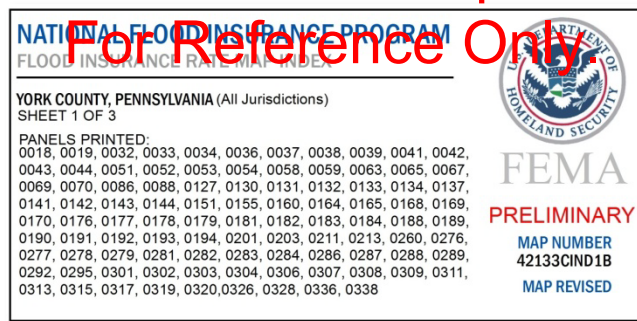 NATIONAL FLOOD INSURANCE PROGRAM
For Reference Only.
FLOOD INSURANCE RATE MAP INDEX
YORK COUNTY, PENNSYLVANIA (All Jurisdictions)
SHEET 1 OF 3
PANELS PRINTED:
0018, 0019, 0032, 0033, 0034, 0036, 0037, 0038, 0039, 0041, 0042,
0043, 0044, 0051, 0052, 0053, 0054, 0058, 0059, 0063, 0065, 0067,
0069, 0070, 0086, 0088, 0127, 0130, 0131, 0132, 0133, 0134, 0137,
0141, 0142, 0143, 0144, 0151, 0155, 0160, 0164, 0165, 0168, 0169,
0170, 0176, 0177, 0178, 0179, 0181, 0182, 0183, 0184, 0188, 0189,
0190, 0191, 0192, 0193, 0194, 0201, 0203, 0211, 0213, 0260, 0276,
0277, 0278, 0279, 0281, 0282, 0283, 0284, 0286, 0287, 0288, 0289,
0292, 0295, 0301, 0302, 0303, 0304, 0306, 0307, 0308, 0309, 0311,
0313, 0315, 0317, 0319, 0320,0326, 0328, 0336, 0338
U.S. DEPARTMENT OF
HOMELAND SECURITY
FEMA
PRELIMINARY
MAP NUMBER
42133CIND1B
MAP REVISED